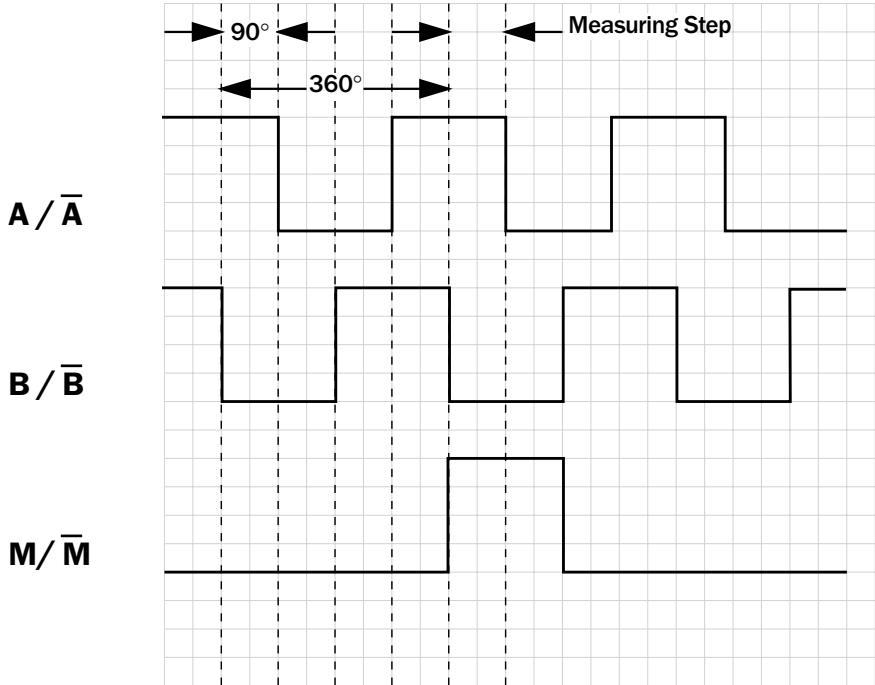 90° Measuring Step
360°
A / A̅
B / B̅
M / M̅